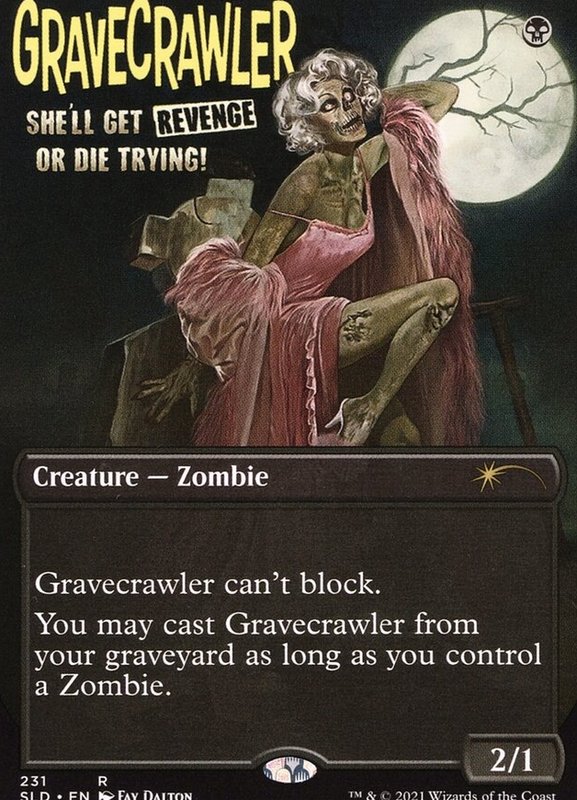 GRAVECRAWLER
SHE'LL GET REVENGE
OR DIE TRYING!
Creature — Zombie
Gravecrawler can't block.
You may cast Gravecrawler from
your graveyard as long as you control
a Zombie.
2/1
231 R
SLD • EN FAY DALTON
™ & © 2021 Wizards of the Coast